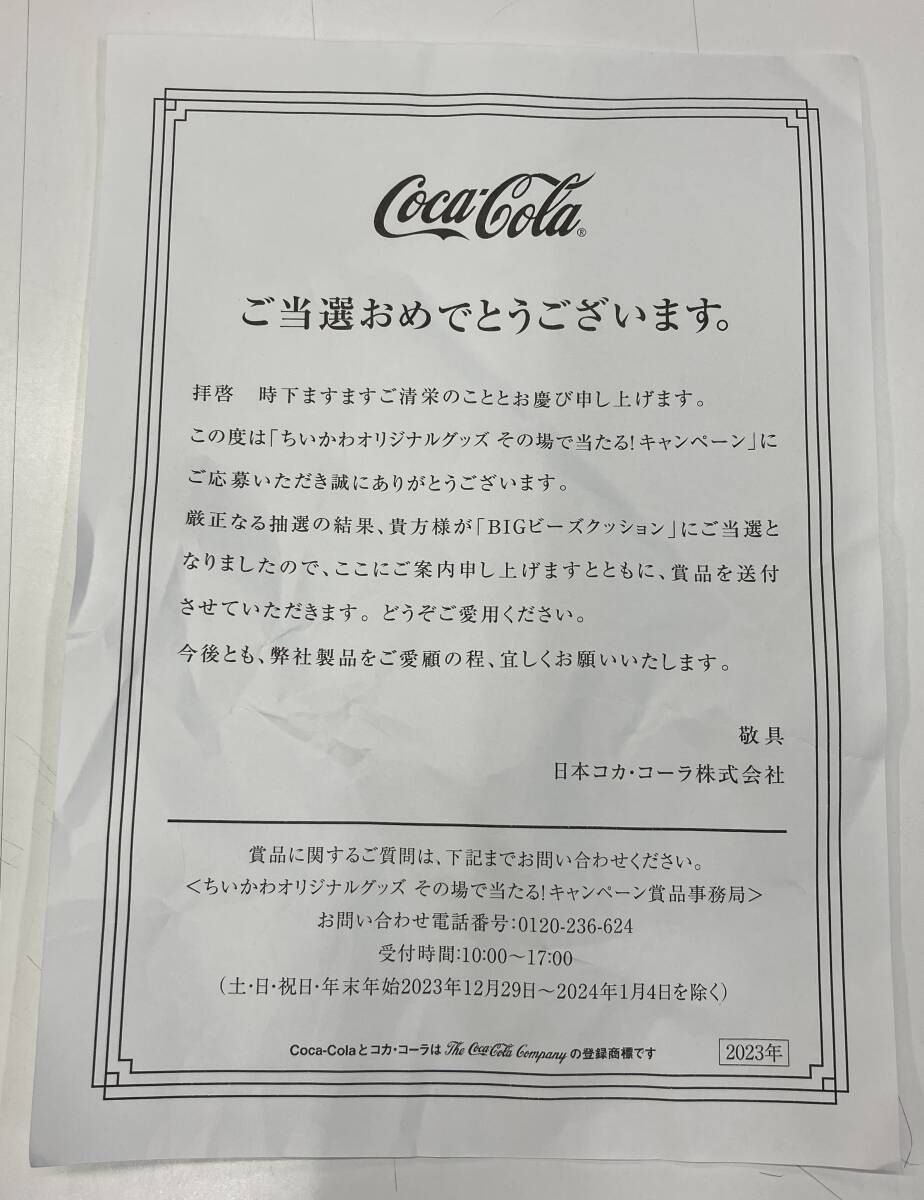 Coca-Cola®
ご当選おめでとうございます。
拝啓　時下ますますご清栄のこととお慶び申し上げます。
この度は「ちいかわオリジナルグッズ その場で当たる!キャンペーン」に
ご応募いただき誠にありがとうございます。
厳正なる抽選の結果、貴方様が「BIGビーズクッション」にご当選と
なりましたので、ここにご案内申し上げますとともに、賞品を送付
させていただきます。どうぞご愛用ください。
今後とも、弊社製品をご愛顧の程、宜しくお願いいたします。
敬具
日本コカ・コーラ株式会社
賞品に関するご質問は、下記までお問い合わせください。
＜ちいかわオリジナルグッズ その場で当たる!キャンペーン賞品事務局＞
お問い合わせ電話番号:0120-236-624
受付時間:10:00～17:00
(土・日・祝日・年末年始2023年12月29日～2024年1月4日を除く)
Coca-Colaとコカ・コーラは The Coca-Cola Company の登録商標です
2023年